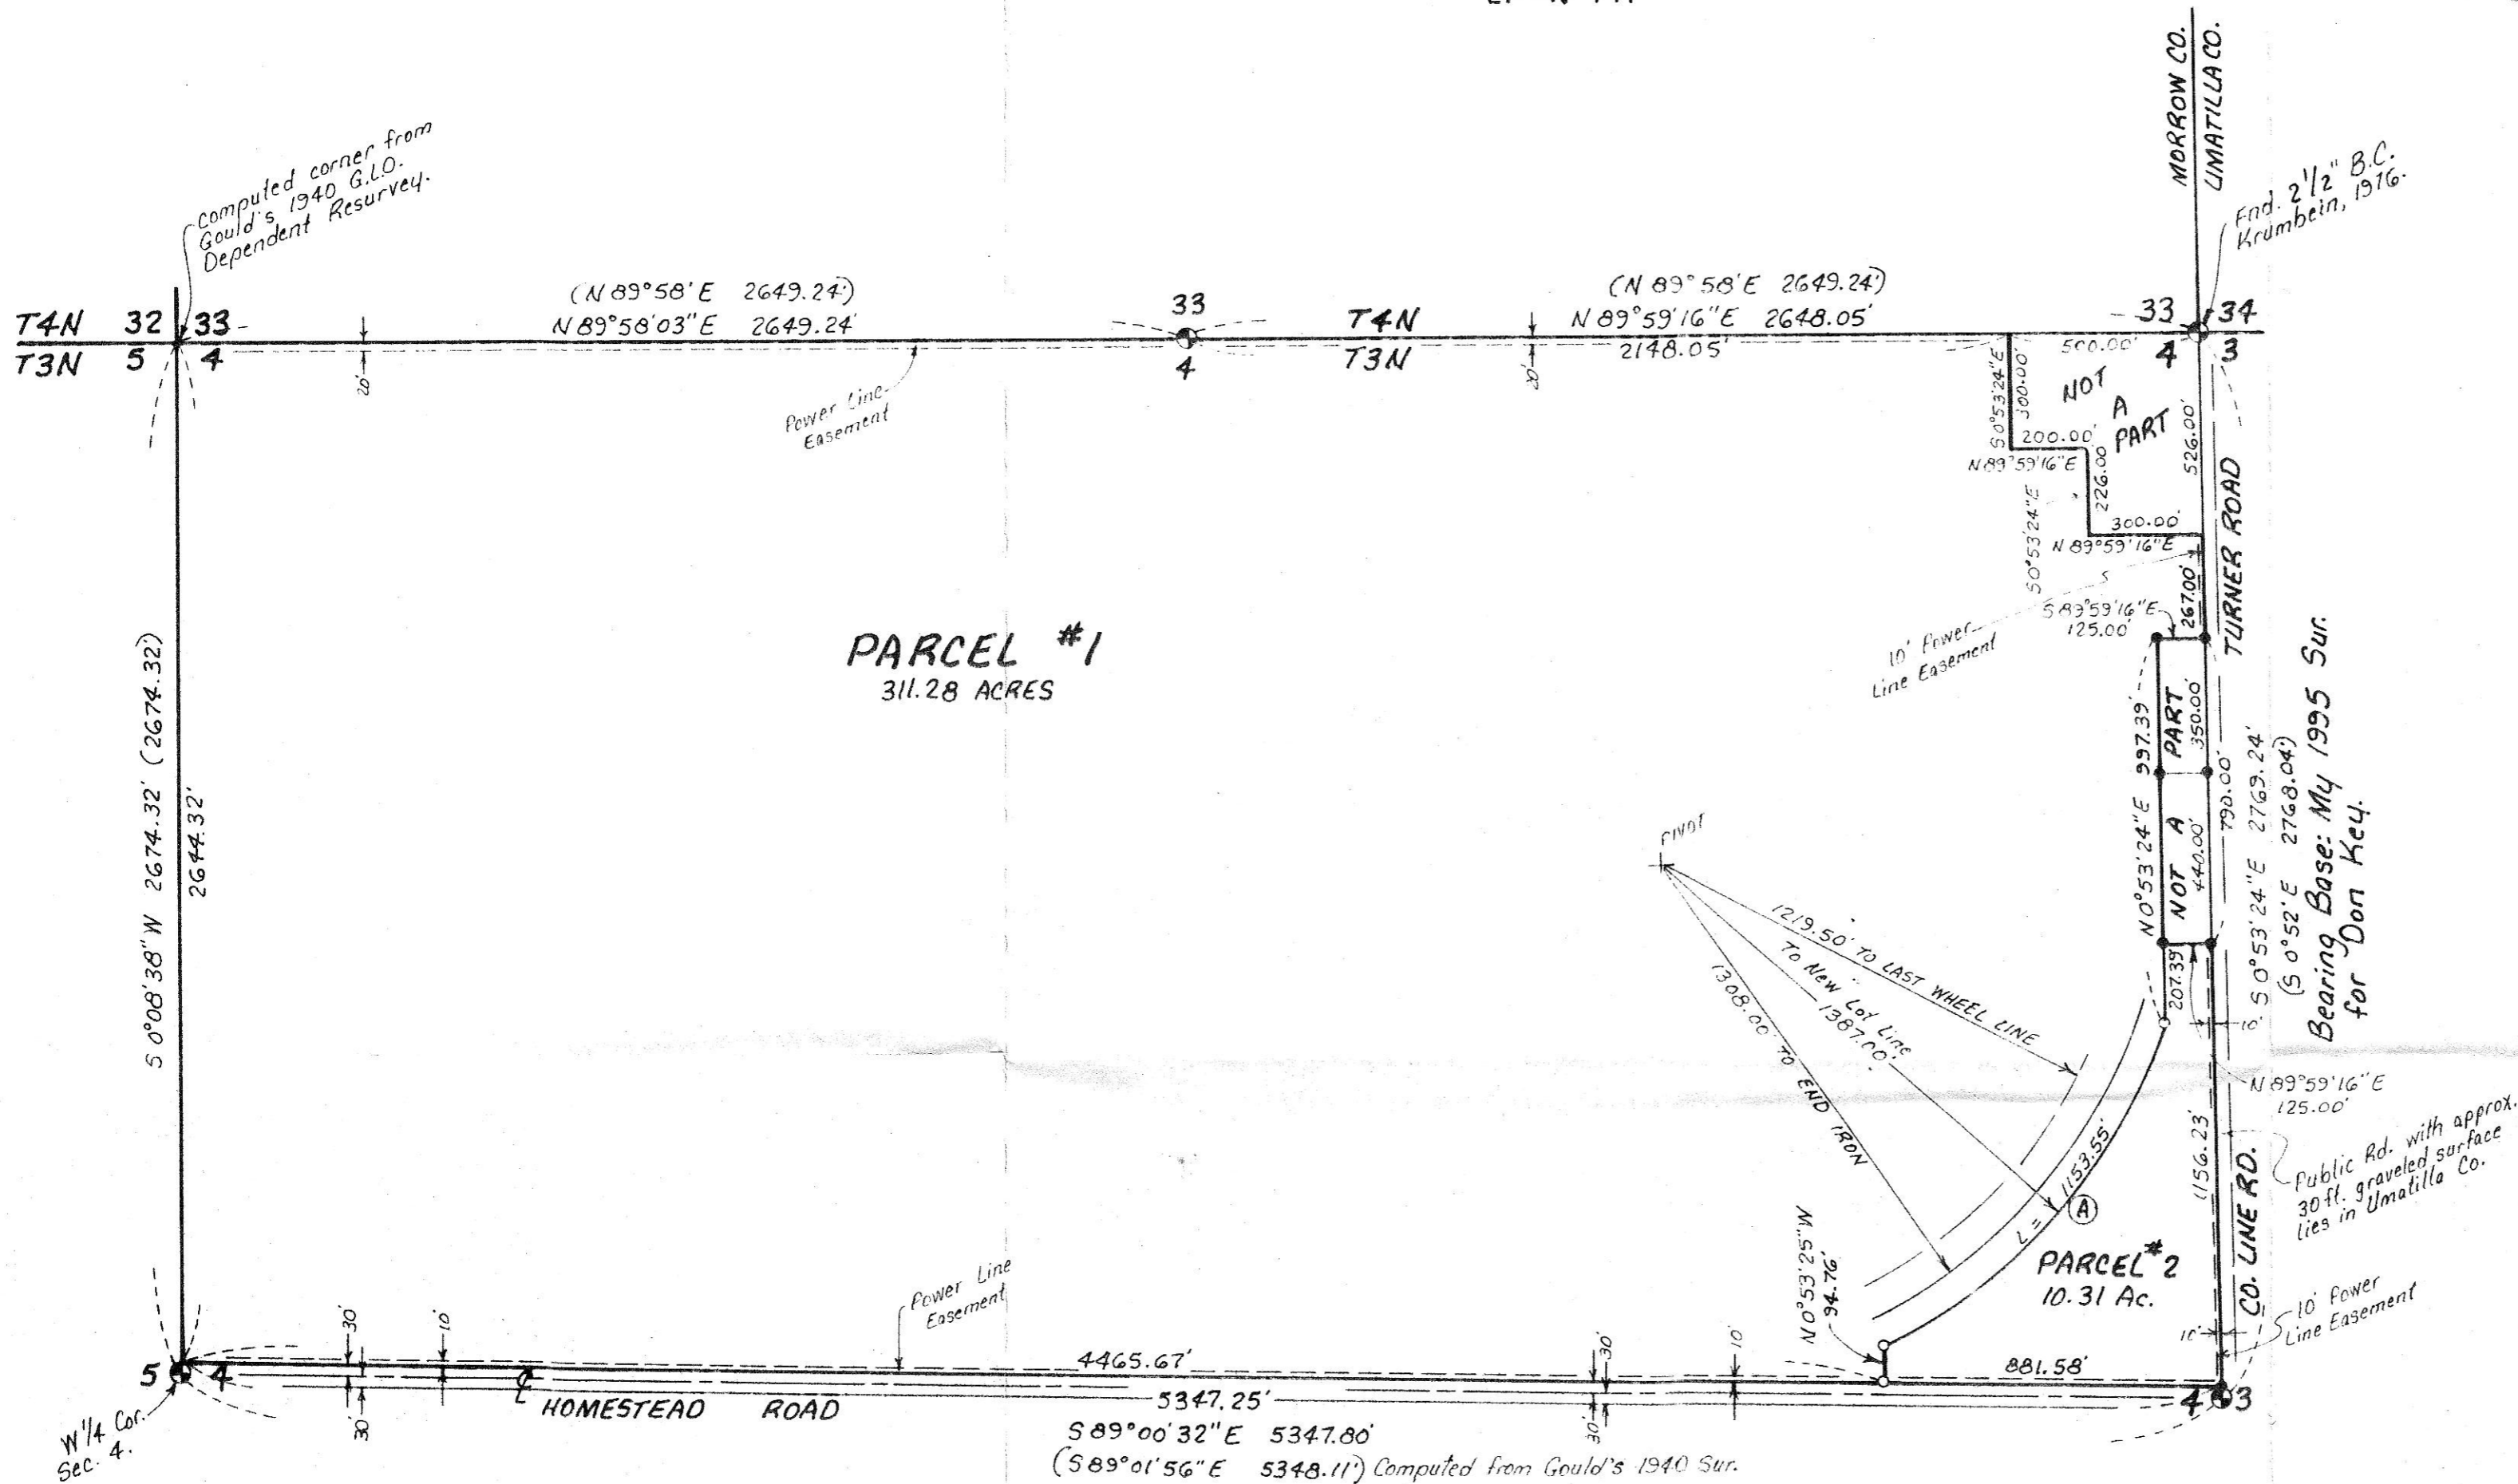 MORROW CO.
UMATILLA CO.
Computed corner from
Gould's 1940 G.L.O.
Dependent Resurvey.
Fnd. 2 1/2" B.C.
Krumbein, 1976.
(N 89°58' E 2649.24')
N 89°58'03" E 2649.24'
(N 89°58' E 2649.24')
N 89°59'16" E 2648.05'
T4N 32 33
T3N 5 4
33
4
T4N
T3N
2148.05'
33 34
4 3
500.00'
20'
20'
Power Line
Easement
S 0°53'24" E
300.00'
NOT
A
PART
200.00'
N 89°59'16" E
526.00'
226.00'
S 0°53'24" E
300.00'
N 89°59'16" E
TURNER ROAD
267.00'
S 89°59'16" E
125.00'
10' Power
Line Easement
PARCEL #1
311.28 ACRES
S 0°08'38" W 2674.32' (2674.32')
2644.32'
N 0°53'24" E 997.39'
NOT A PART
350.00'
440.00'
790.00'
S 0°53'24" E 2769.24'
(S 0°52' E 2768.04')
Bearing Base: My 1995 Sur.
for Don Key.
PIVOT
1219.50' TO LAST WHEEL LINE
To New Lot Line
1387.00'
1308.00' TO END IRON
207.39'
10'
N 89°59'16" E
125.00'
1156.23'
Public Rd. with approx.
30 ft. graveled surface
lies in Umatilla Co.
L = 1153.55'
A
CO. LINE RD.
PARCEL #2
10.31 Ac.
N 0°53'25" W
94.76'
10' Power
Line Easement
10'
Power Line
Easement
30'
10'
30'
10'
4465.67'
881.58'
5 4
4 3
℄ HOMESTEAD ROAD
5347.25'
30'
30'
W 1/4 Cor.
Sec. 4.
S 89°00'32" E 5347.80'
(S 89°01'56" E 5348.11') Computed from Gould's 1940 Sur.